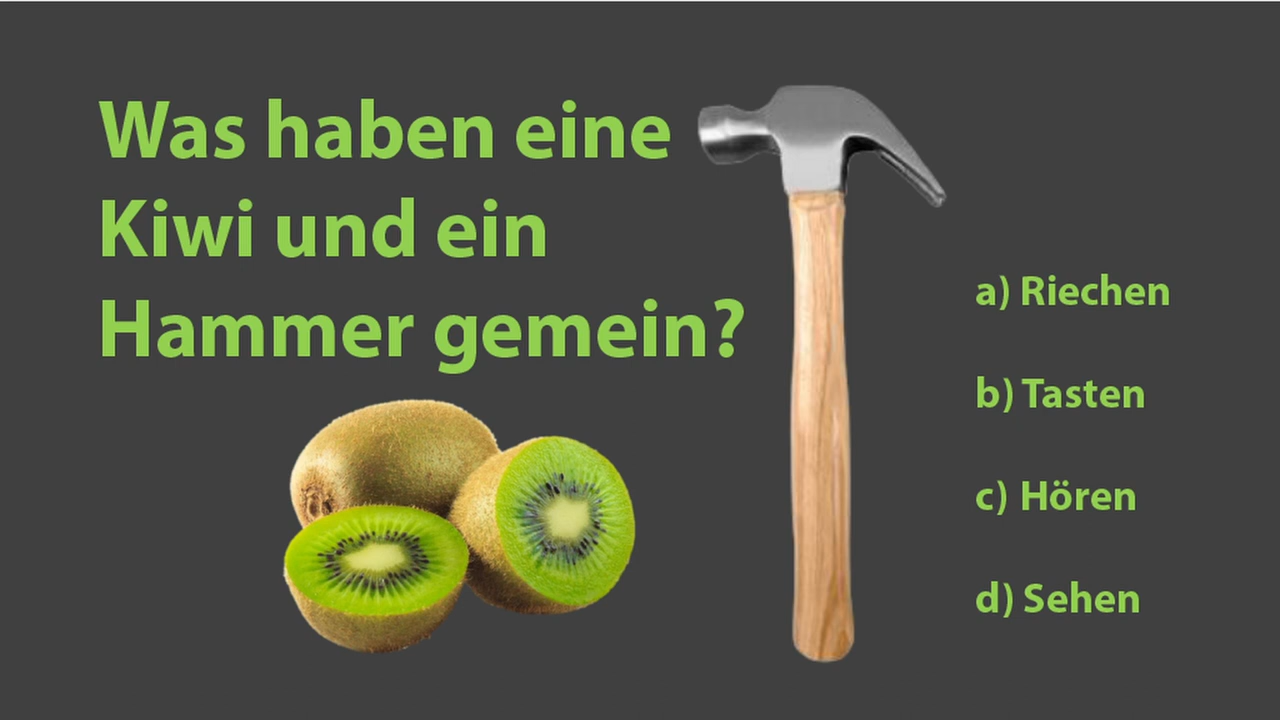 Was haben eine
Kiwi und ein
Hammer gemein?
a) Riechen
b) Tasten
c) Hören
d) Sehen